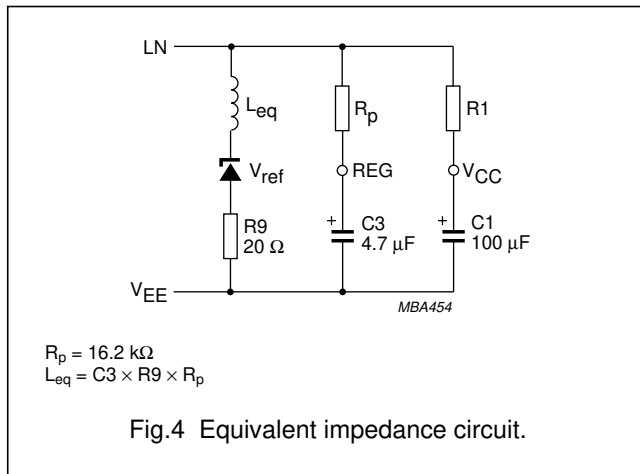 LN
L_eq
R_p
R1
V_ref
REG
V_CC
R9
20 Ω
+
C3
4.7 μF
+
C1
100 μF
V_EE
MBA454
R_p = 16.2 kΩ
L_eq = C3 × R9 × R_p
Fig.4 Equivalent impedance circuit.